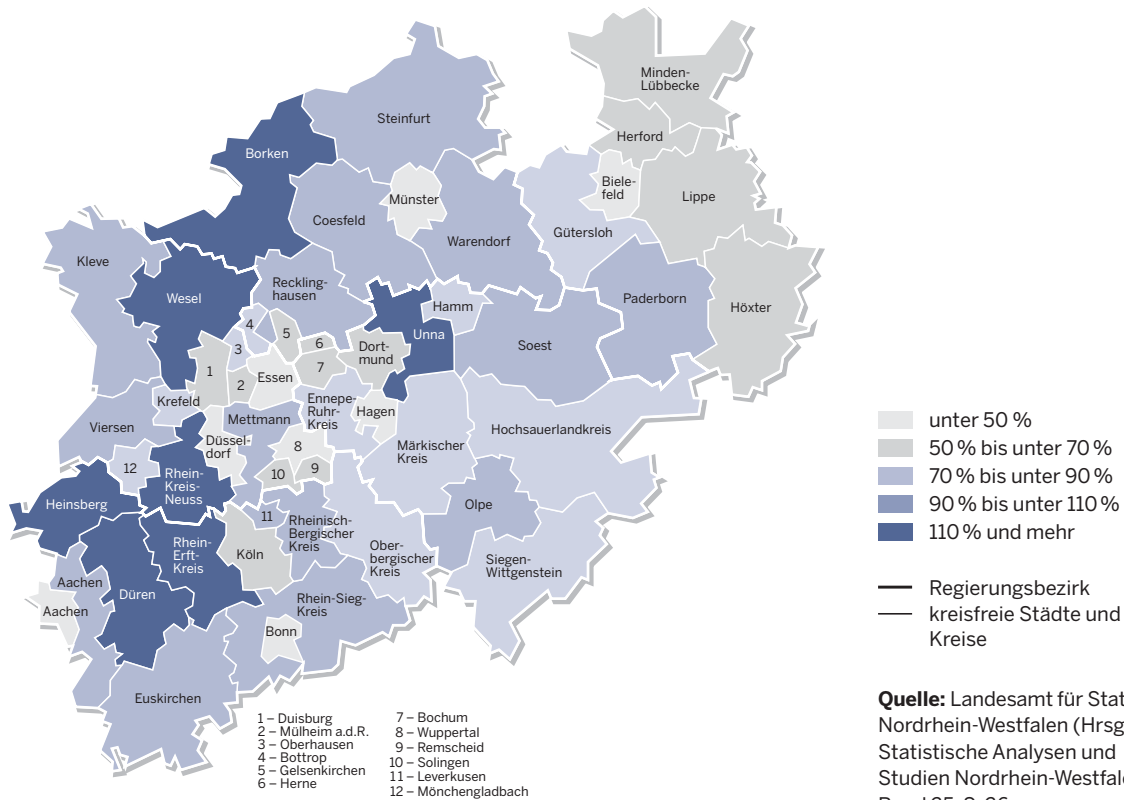 Minden-
Lübbecke
Steinfurt
Herford
Borken
Biele-
feld
Lippe
Münster
Coesfeld
Gütersloh
Warendorf
Kleve
Reckling-
hausen
Wesel
Paderborn
Hamm
Höxter
4
5
Unna
6
Dort-
mund
Soest
3
1
2
Essen
7
Krefeld
Ennepe-
Ruhr-
Kreis
Hagen
Mettmann
Viersen
Hochsauerlandkreis
Düssel-
dorf
8
Märkischer
Kreis
12
Rhein-
Kreis-
Neuss
10
9
Heinsberg
Olpe
11
Rheinisch-
Bergischer
Kreis
Rhein-
Erft-
Kreis
Köln
Ober-
bergischer
Kreis
Siegen-
Wittgenstein
Aachen
Düren
Aachen
Rhein-Sieg-
Kreis
Bonn
Euskirchen
1 – Duisburg
2 – Mülheim a.d.R.
3 – Oberhausen
4 – Bottrop
5 – Gelsenkirchen
6 – Herne
7 – Bochum
8 – Wuppertal
9 – Remscheid
10 – Solingen
11 – Leverkusen
12 – Mönchengladbach
unter 50 %
50 % bis unter 70 %
70 % bis unter 90 %
90 % bis unter 110 %
110 % und mehr
Regierungsbezirk
kreisfreie Städte und
Kreise
Quelle: Landesamt für Stat
Nordrhein-Westfalen (Hrsg
Statistische Analysen und
Studien Nordrhein-Westfale